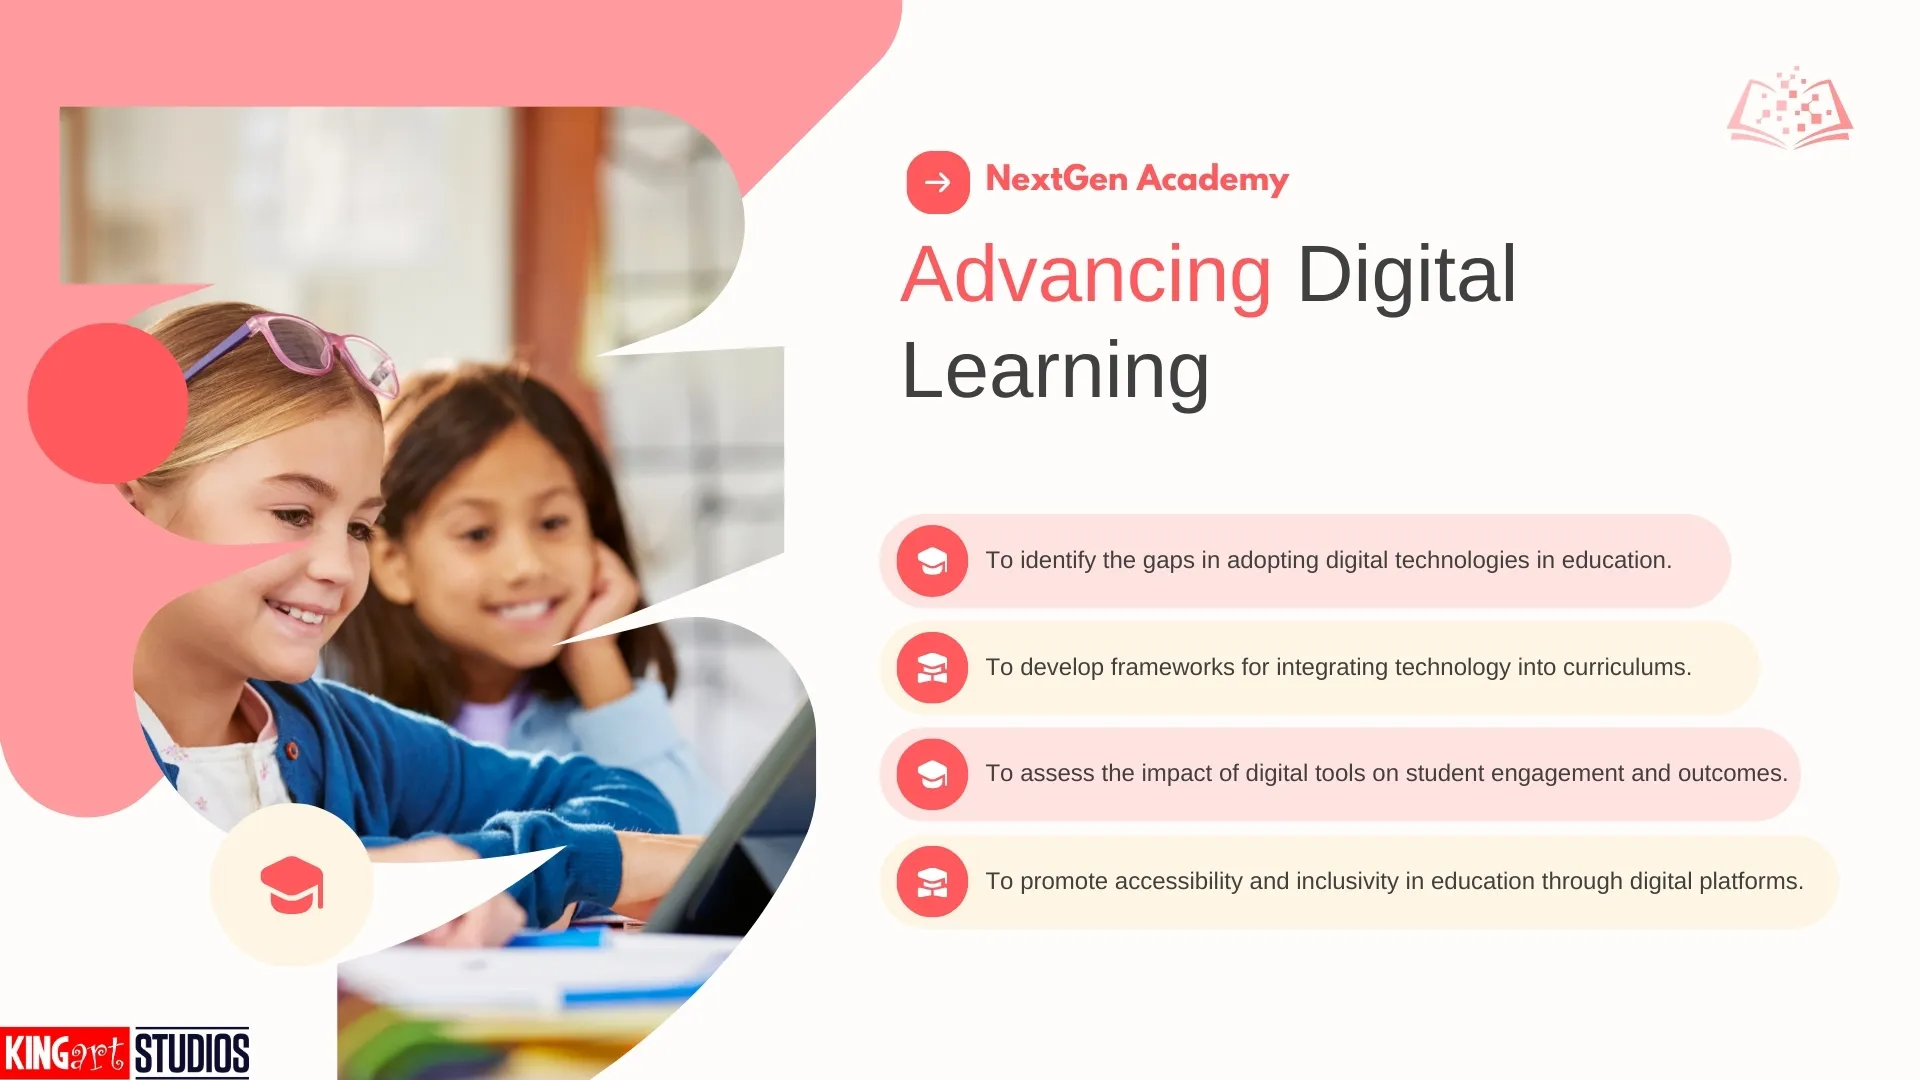 NextGen Academy
Advancing Digital
Learning
To identify the gaps in adopting digital technologies in education.
To develop frameworks for integrating technology into curriculums.
To assess the impact of digital tools on student engagement and outcomes.
To promote accessibility and inclusivity in education through digital platforms.
KINGart STUDIOS